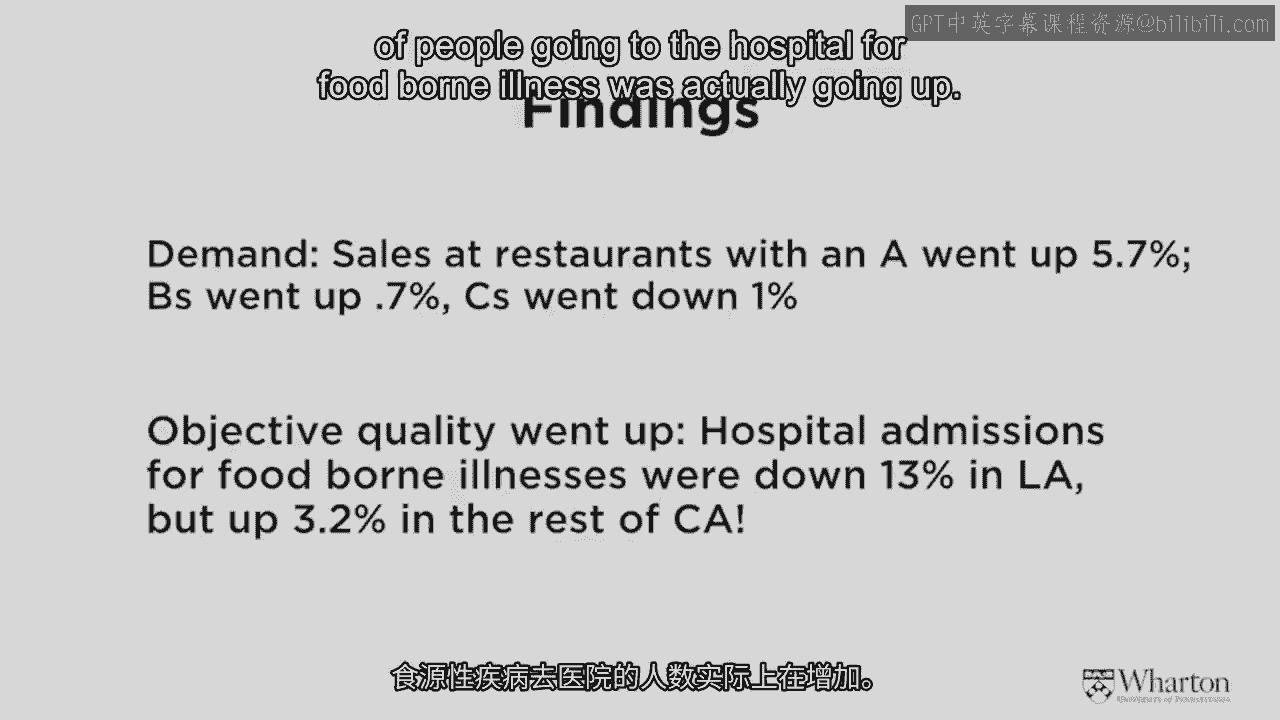 GPT中英字幕课程资源@bilibili.com
of people going to the hospital for
food borne illness was actually going up.
Findings
Demand: Sales at restaurants with an A went up 5.7%;
Bs went up .7%, Cs went down 1%
Objective quality went up: Hospital admissions
for food borne illnesses were down 13% in LA,
but up 3.2% in the rest of CA!
食源性疾病去医院的人数实际上在增加。
Wharton
University of Pennsylvania